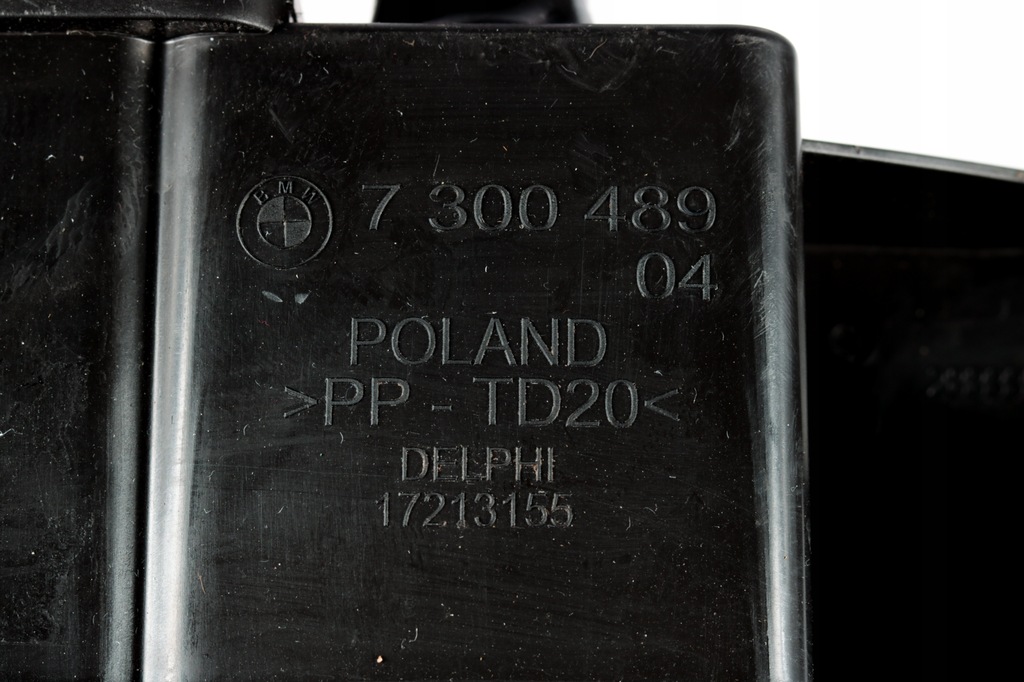 BMW
7 300 489
04
POLAND
>PP - TD20<
DELPHI
17213155